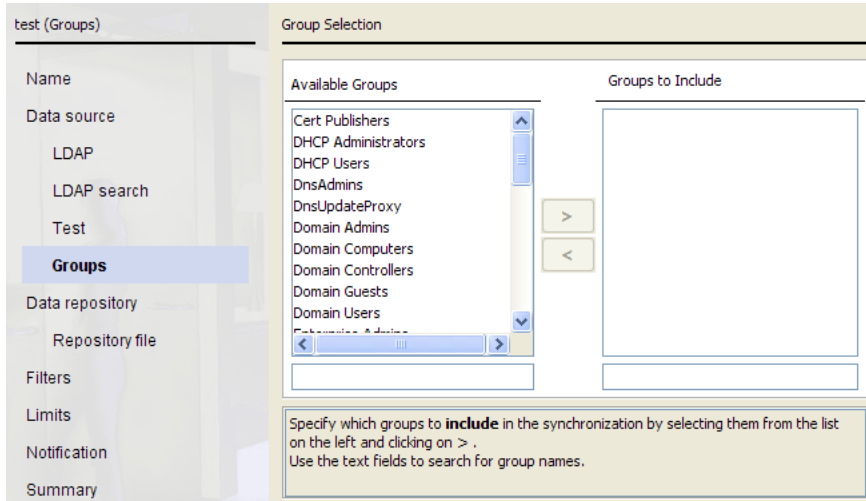 test (Groups)
Name
Data source
LDAP
LDAP search
Test
Groups
Data repository
Repository file
Filters
Limits
Notification
Summary
Group Selection
Available Groups
Cert Publishers
DHCP Administrators
DHCP Users
DnsAdmins
DnsUpdateProxy
Domain Admins
Domain Computers
Domain Controllers
Domain Guests
Domain Users
Enterprise Admins
>
<
Groups to Include
Specify which groups to include in the synchronization by selecting them from the list
on the left and clicking on > .
Use the text fields to search for group names.